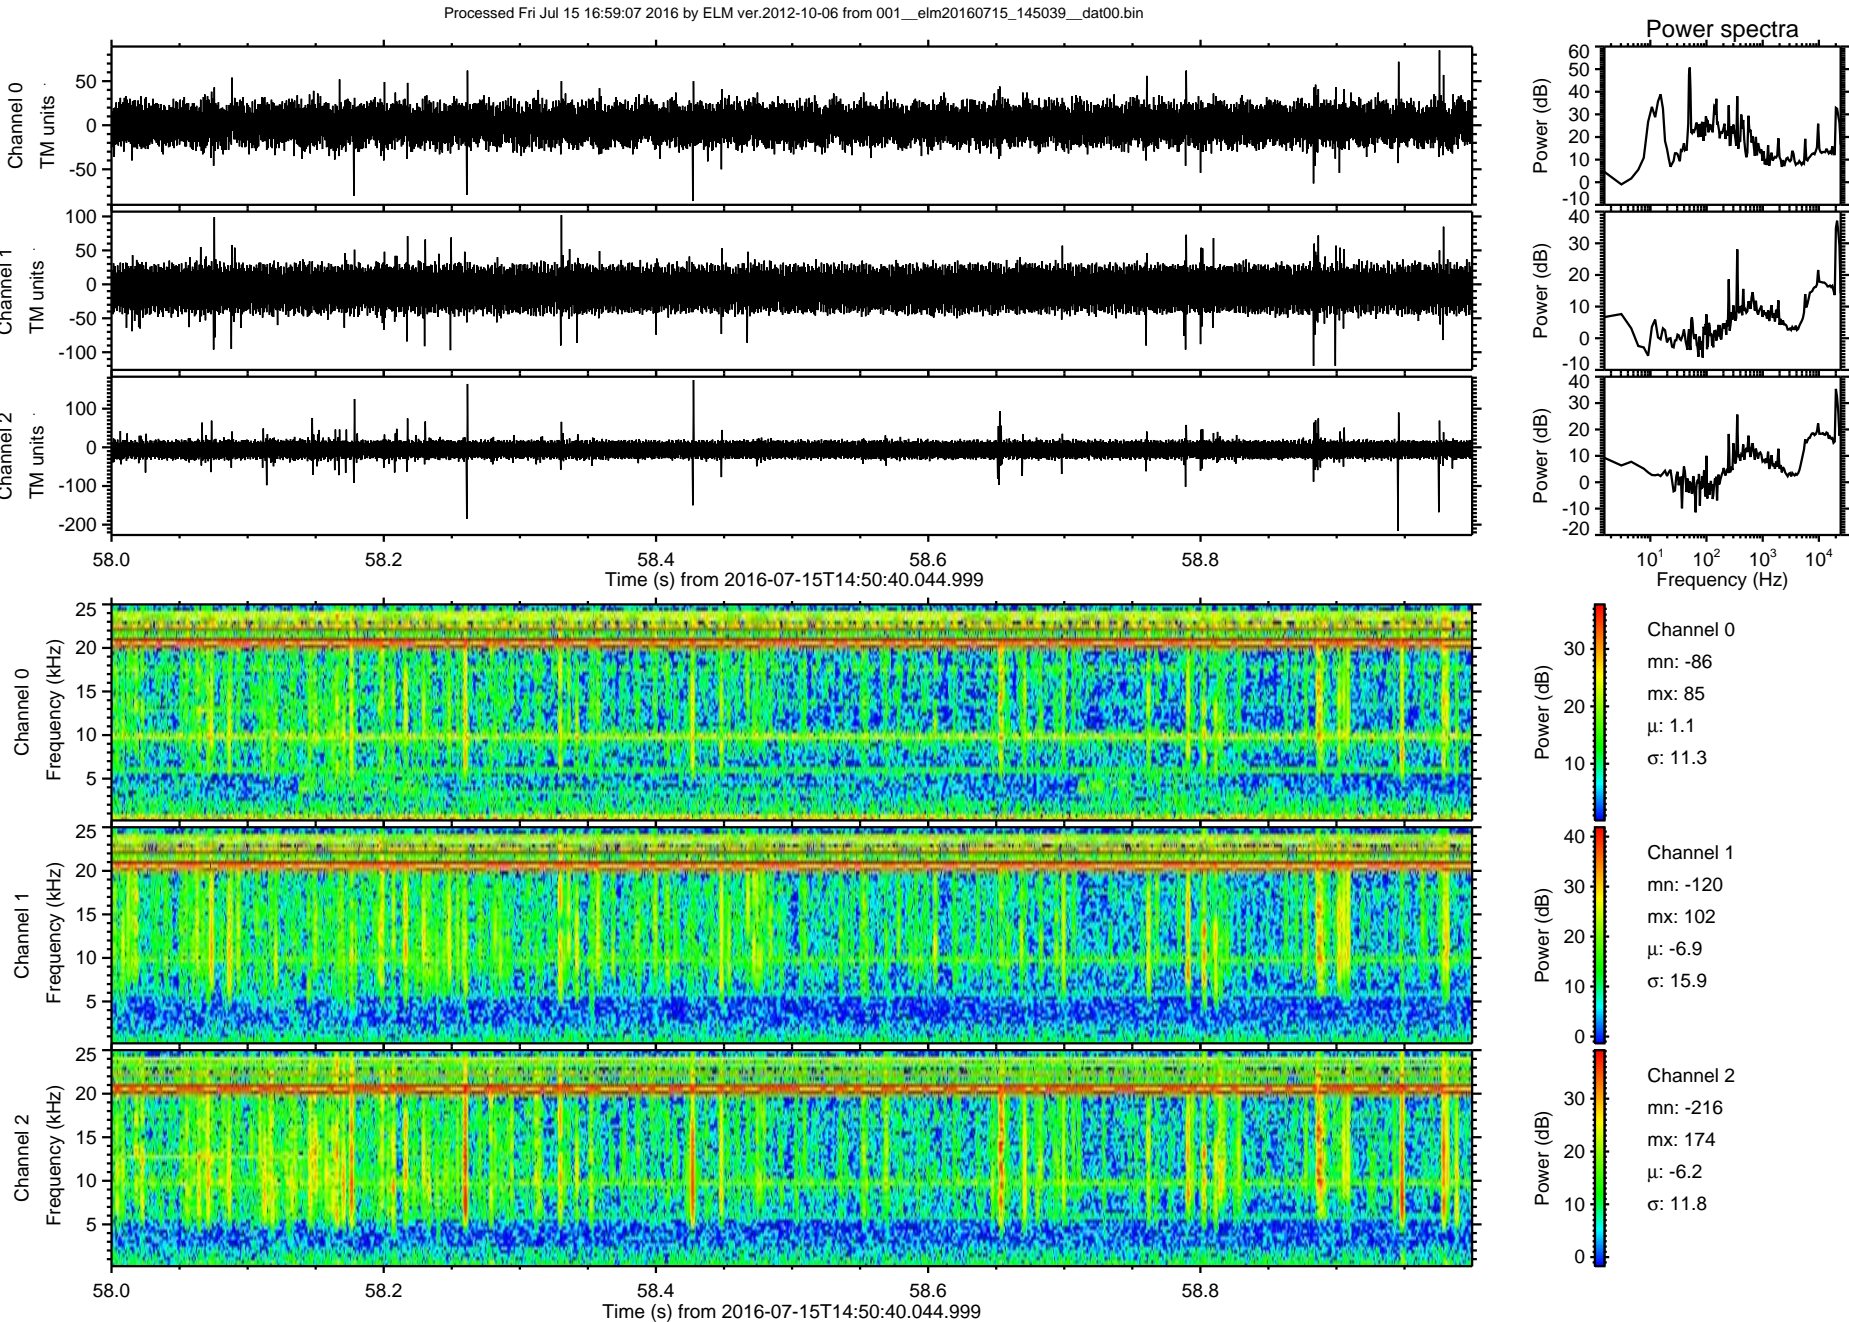 Processed Fri Jul 15 16:59:07 2016 by ELM ver.2012-10-06 from 001__elm20160715_145039__dat00.bin
Power spectra
Channel 0
TM units
50
0
-50
Power (dB)
60
50
40
30
20
10
0
-10
Channel 1
TM units
100
50
0
-50
-100
Power (dB)
40
30
20
10
0
-10
Channel 2
TM units
100
0
-100
-200
Power (dB)
40
30
20
10
0
-10
-20
58.0 58.2 58.4 58.6 58.8
Time (s) from 2016-07-15T14:50:40.044.999
10^1 10^2 10^3 10^4
Frequency (Hz)
Channel 0
Frequency (kHz)
25
20
15
10
5
Power (dB)
30
20
10
Channel 0
mn: -86
mx: 85
μ: 1.1
σ: 11.3
Channel 1
Frequency (kHz)
25
20
15
10
5
Power (dB)
40
30
20
10
0
Channel 1
mn: -120
mx: 102
μ: -6.9
σ: 15.9
Channel 2
Frequency (kHz)
25
20
15
10
5
Power (dB)
30
20
10
0
Channel 2
mn: -216
mx: 174
μ: -6.2
σ: 11.8
58.0 58.2 58.4 58.6 58.8
Time (s) from 2016-07-15T14:50:40.044.999